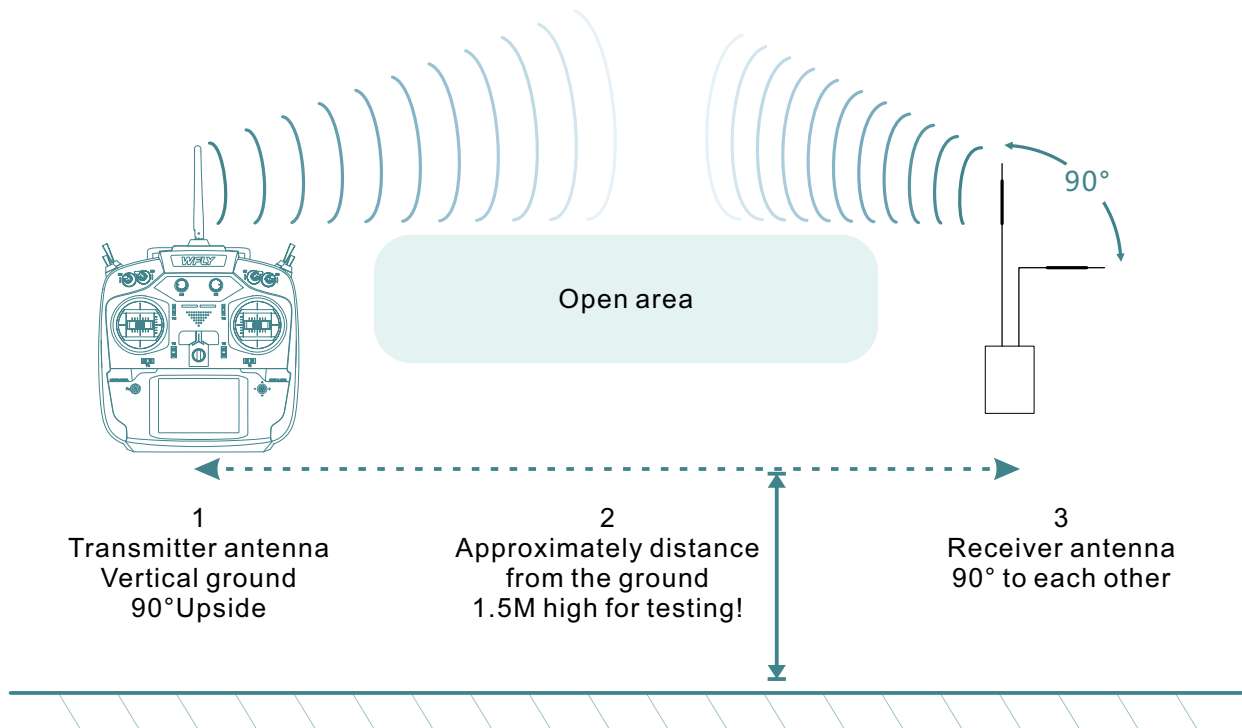 90°
WFLY
Open area
1
Transmitter antenna
Vertical ground
90°Upside
2
Approximately distance
from the ground
1.5M high for testing!
3
Receiver antenna
90° to each other